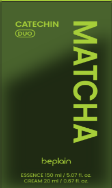 CATECHIN
DUO
MATCHA
beplain
ESSENCE 150 ml / 5.07 fl. oz.
CREAM 20 ml / 0.67 fl. oz.